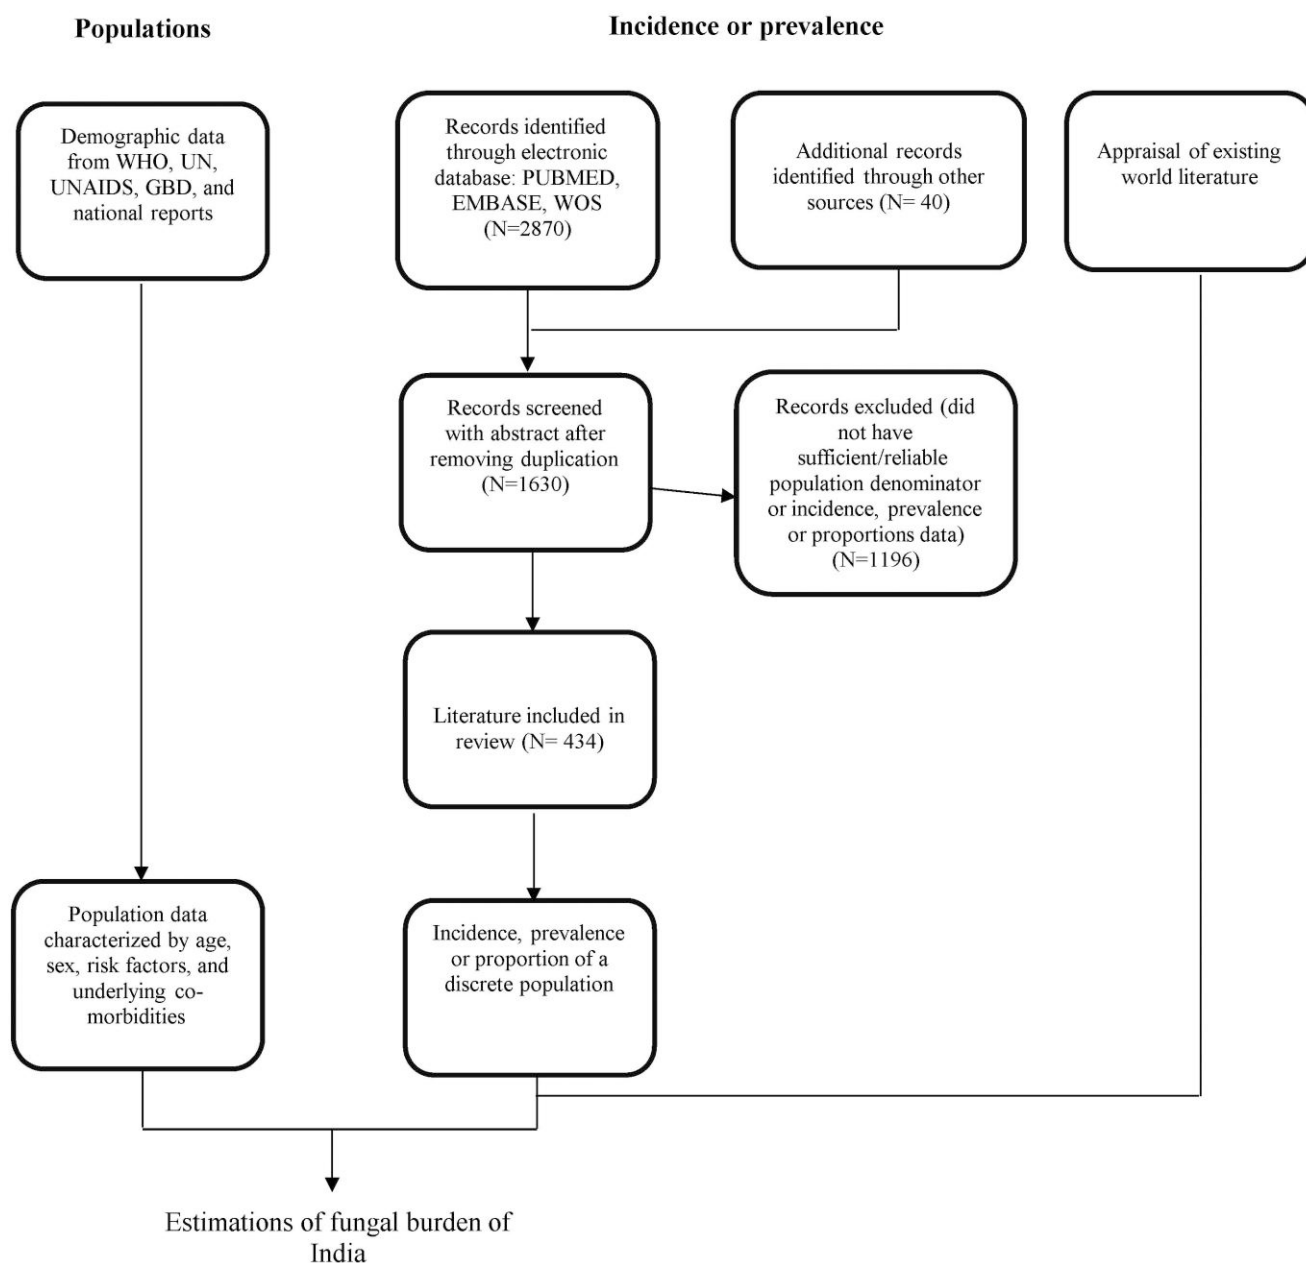 Populations
Incidence or prevalence
Demographic data
from WHO, UN,
UNAIDS, GBD, and
national reports
Records identified
through electronic
database: PUBMED,
EMBASE, WOS
(N=2870)
Additional records
identified through other
sources (N= 40)
Appraisal of existing
world literature
Records screened
with abstract after
removing duplication
(N=1630)
Records excluded (did
not have
sufficient/reliable
population denominator
or incidence, prevalence
or proportions data)
(N=1196)
Literature included in
review (N= 434)
Population data
characterized by age,
sex, risk factors, and
underlying co-
morbidities
Incidence, prevalence
or proportion of a
discrete population
Estimations of fungal burden of
India